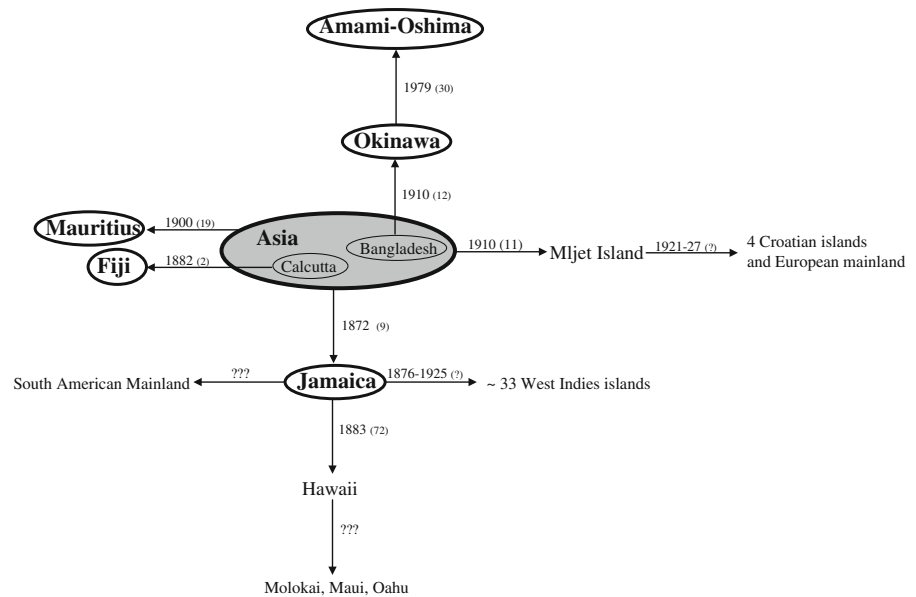 Amami-Oshima
1979 (30)
Okinawa
1910 (12)
Mauritius
1900 (19)
Asia
Bangladesh
1910 (11)
Mljet Island
1921-27 (?)
4 Croatian islands
and European mainland
Fiji
1882 (2)
Calcutta
1872 (9)
South American Mainland
???
Jamaica
1876-1925 (?)
~ 33 West Indies islands
1883 (72)
Hawaii
???
Molokai, Maui, Oahu